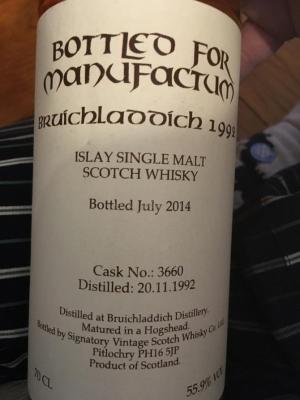 BOTTLED FOR
MANUFACTUM
BRUICHLADDICH 1992
ISLAY SINGLE MALT
SCOTCH WHISKY
Bottled July 2014
Cask No.: 3660
Distilled: 20.11.1992
Distilled at Bruichladdich Distillery.
Matured in a Hogshead.
Bottled by Signatory Vintage Scotch Whisky Co. Ltd.
Pitlochry PH16 5JP
Product of Scotland.
70 CL
55.9% VOL